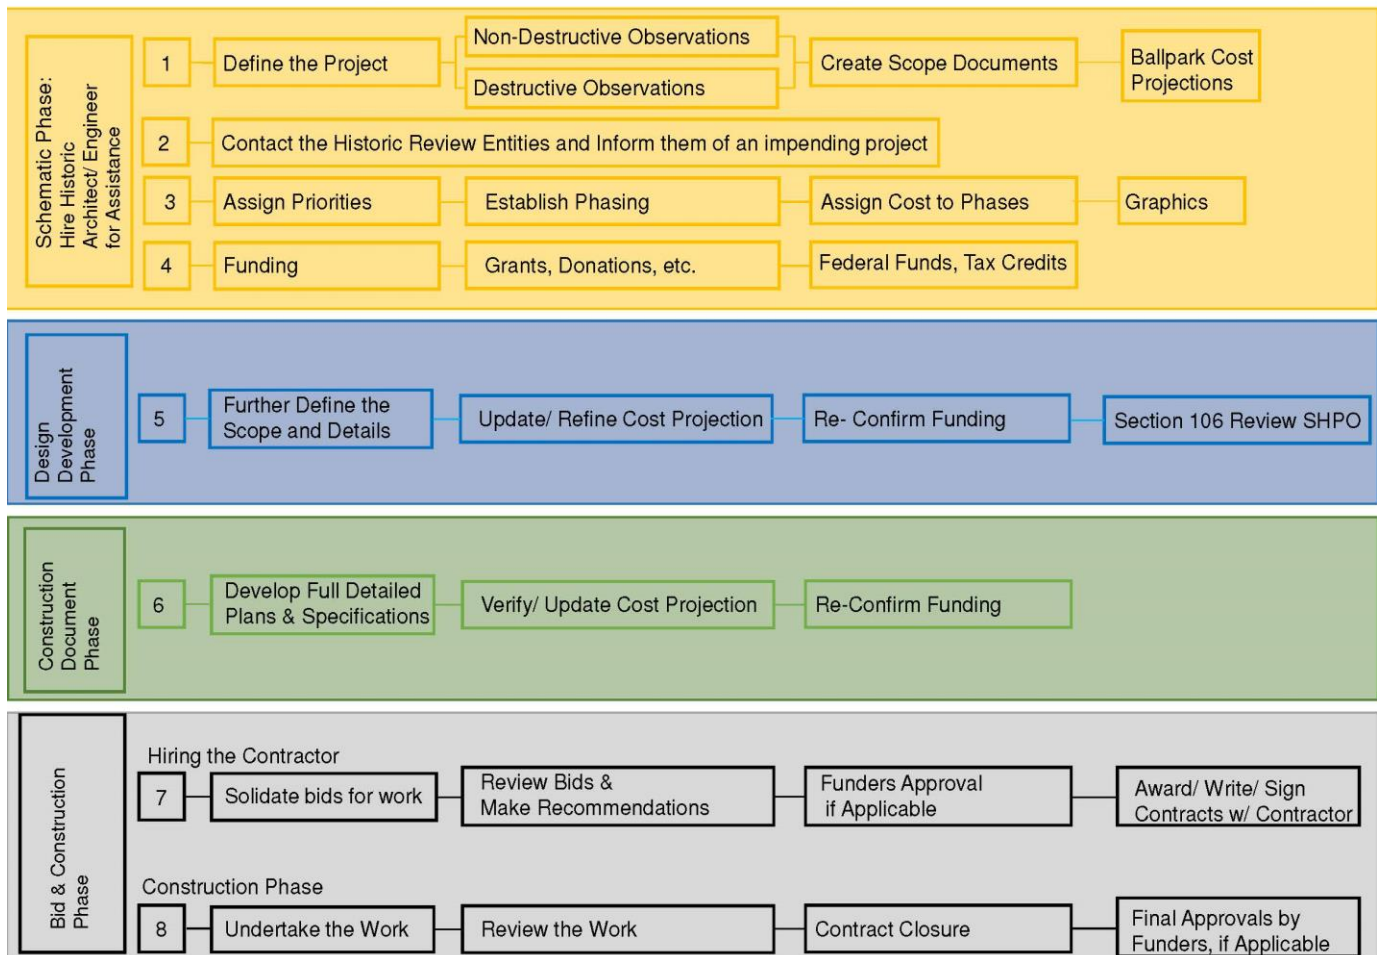 Schematic Phase:
Hire Historic
Architect/ Engineer
for Assistance
1
Define the Project
Non-Destructive Observations
Destructive Observations
Create Scope Documents
Ballpark Cost
Projections
2
Contact the Historic Review Entities and Inform them of an impending project
3
Assign Priorities
Establish Phasing
Assign Cost to Phases
Graphics
4
Funding
Grants, Donations, etc.
Federal Funds, Tax Credits
Design
Development
Phase
5
Further Define the
Scope and Details
Update/ Refine Cost Projection
Re- Confirm Funding
Section 106 Review SHPO
Construction
Document
Phase
6
Develop Full Detailed
Plans & Specifications
Verify/ Update Cost Projection
Re-Confirm Funding
Bid & Construction
Phase
Hiring the Contractor
7
Solidate bids for work
Review Bids &
Make Recommendations
Funders Approval
if Applicable
Award/ Write/ Sign
Contracts w/ Contractor
Construction Phase
8
Undertake the Work
Review the Work
Contract Closure
Final Approvals by
Funders, if Applicable